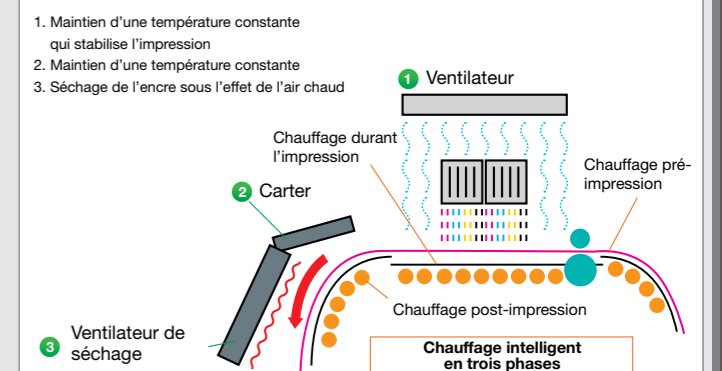 1. Maintien d'une température constante
qui stabilise l'impression
2. Maintien d'une température constante
3. Séchage de l'encre sous l'effet de l'air chaud
1 Ventilateur
Chauffage durant
l'impression
Chauffage pré-
impression
2 Carter
Chauffage post-impression
3 Ventilateur de
séchage
Chauffage intelligent
en trois phases